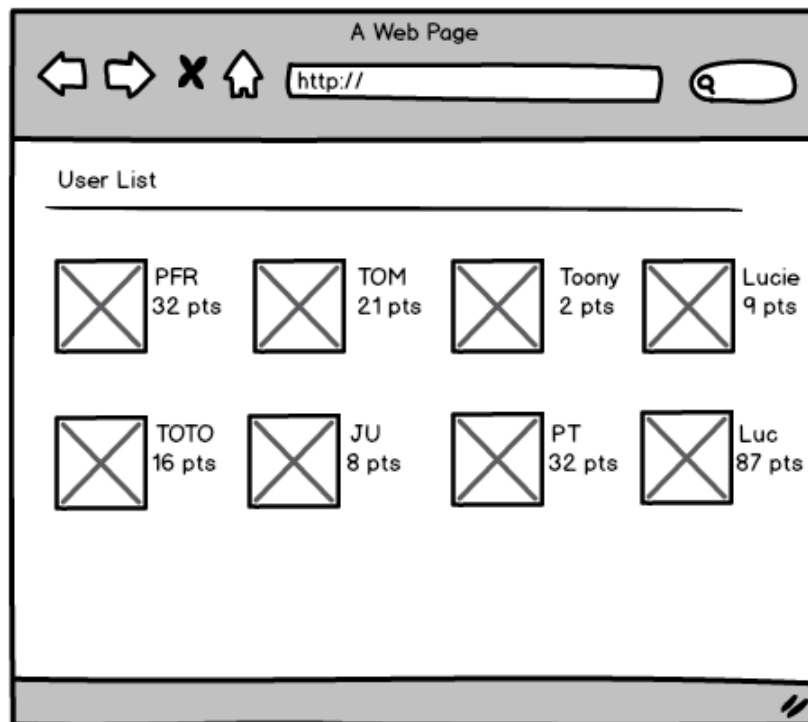 A Web Page
http://
User List
PFR
32 pts
TOM
21 pts
Toony
2 pts
Lucie
9 pts
TOTO
16 pts
JU
8 pts
PT
32 pts
Luc
87 pts